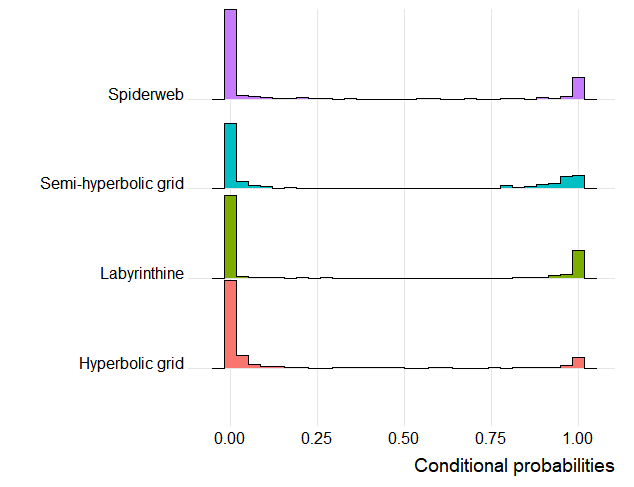 Spiderweb
Semi-hyperbolic grid
Labyrinthine
Hyperbolic grid
0.00 0.25 0.50 0.75 1.00
Conditional probabilities